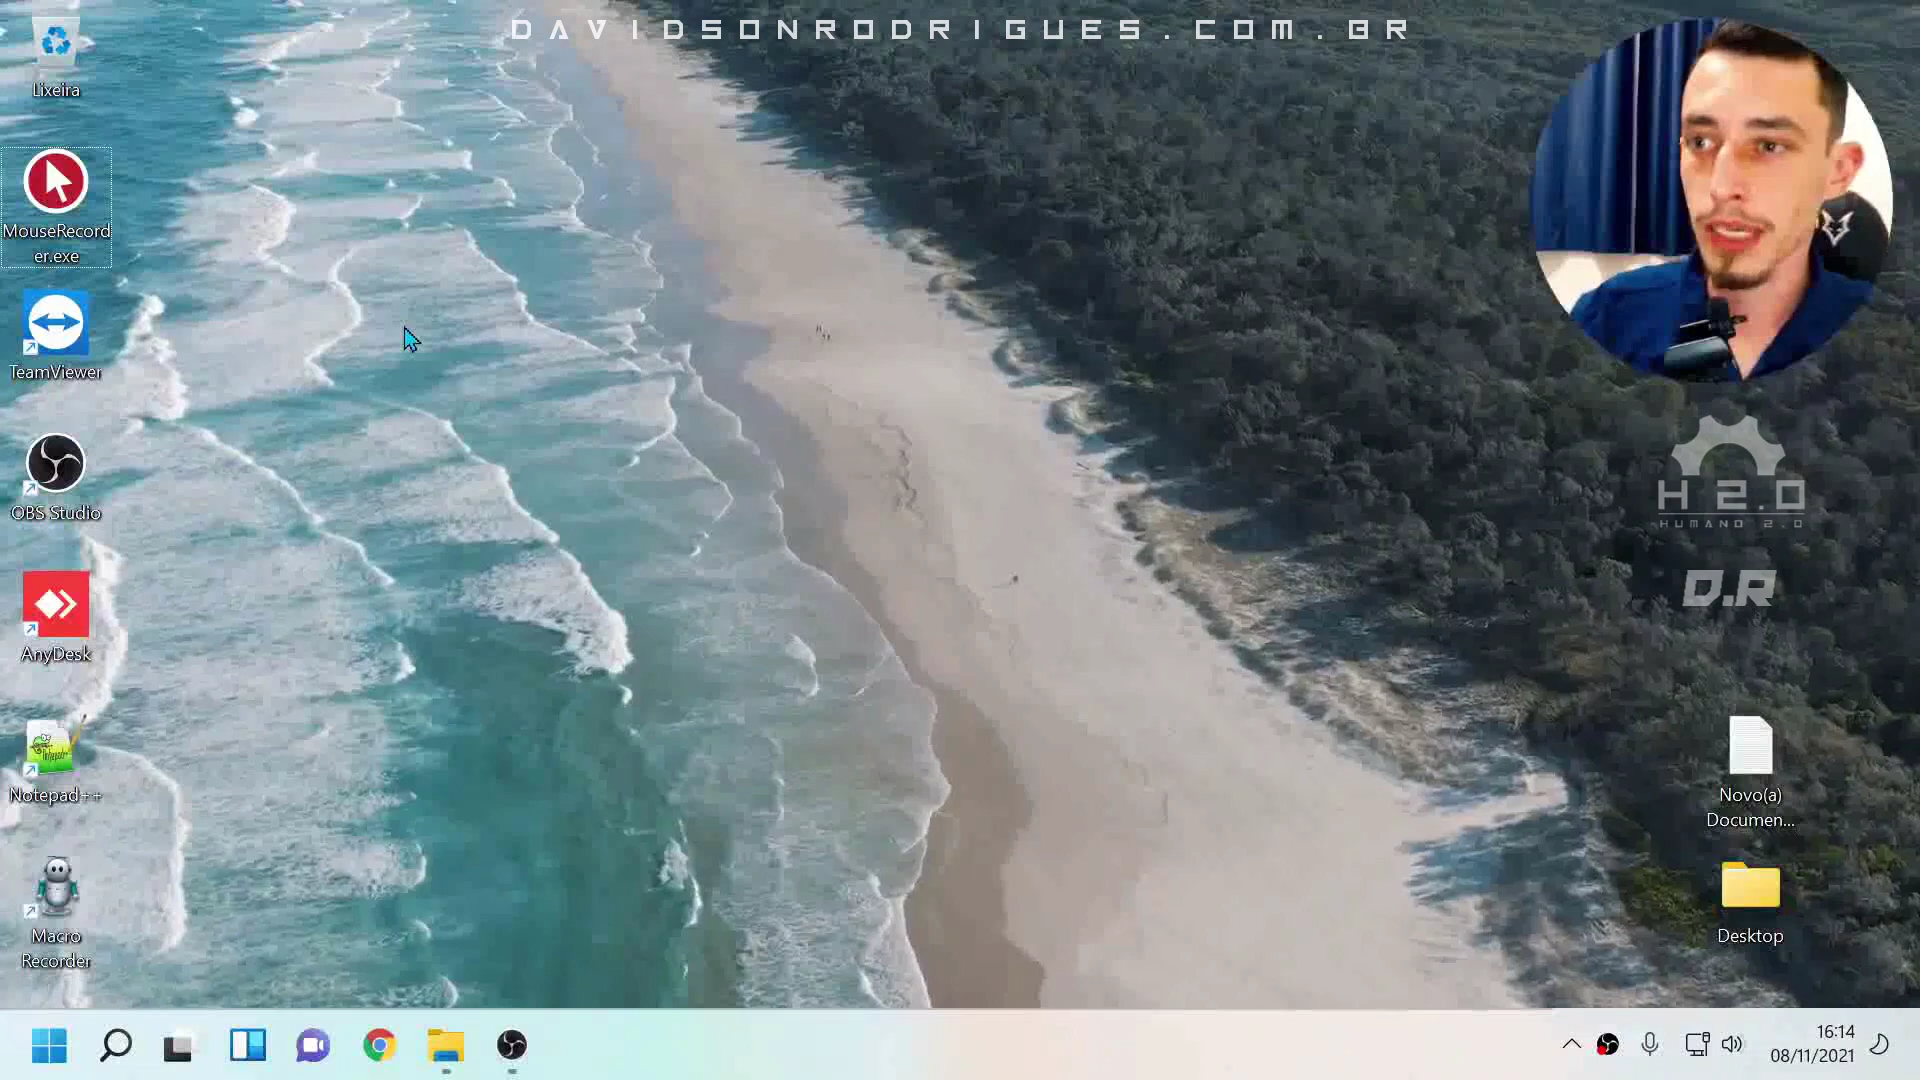 DAVIDSONRODRIGUES.COM.BR
Lixeira
MouseRecord
er.exe
TeamViewer
OBS Studio
AnyDesk
Notepad++
Macro
Recorder
H 2.0
HUMANO 2.0
D.R
Novo(a)
Documen...
Desktop
16:14
08/11/2021